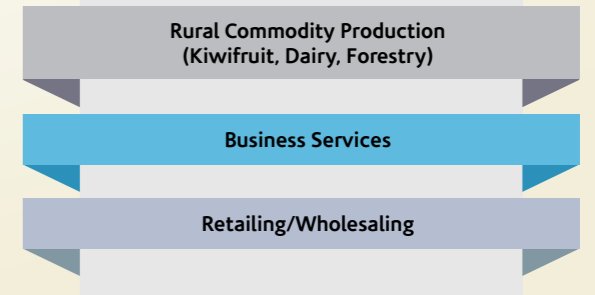 Rural Commodity Production
(Kiwifruit, Dairy, Forestry)
Business Services
Retailing/Wholesaling